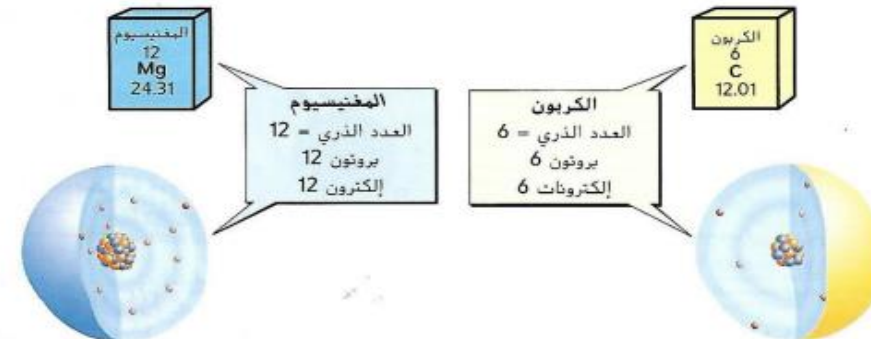 الكربون
6
C
12.01
الكربون
العدد الذري = 6
بروتون 6
إلكترونات 6
المغنيسيوم
12
Mg
24.31
المغنيسيوم
العدد الذري = 12
بروتون 12
إلكترون 12